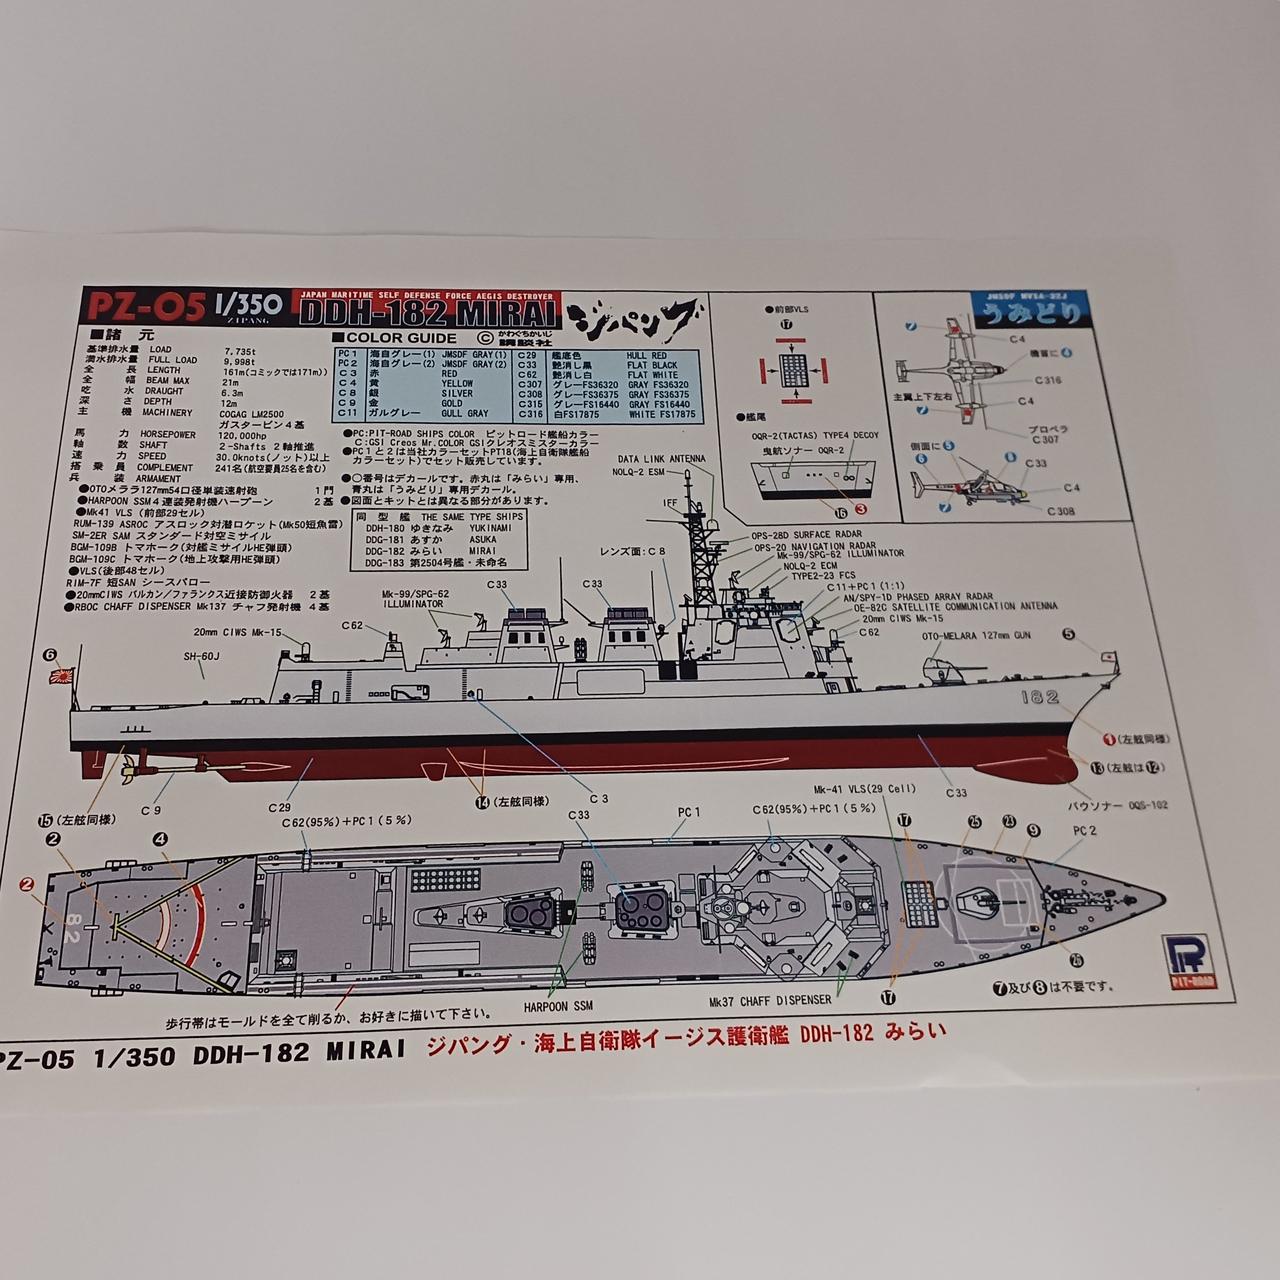 PZ-05 1/350 ZIPANG
JAPAN MARITIME SELF DEFENSE FORCE AEGIS DESTROYER
DDH-182 MIRAI
ジパング
©かわぐちかいじ
講談社
■諸 元
基準排水量 LOAD 7.735t
満水排水量 FULL LOAD 9.998t
全 長 LENGTH 161m(コミックでは171m))
全 幅 BEAM MAX 21m
吃 水 DRAUGHT 6.3m
深 さ DEPTH 12m
主 機 MACHINERY COGAG LM2500
ガスタービン4基
馬 力 HORSEPOWER 120,000hp
軸 数 SHAFT 2-Shafts 2軸推進
速 力 SPEED 30.0knots(ノット)以上
搭 乗 員 COMPLEMENT 241名(航空要員25名を含む)
兵 装 ARMAMENT
●OTOメララ127mm54口径単装速射砲 1門
●HARPOON SSM4連装発射機ハープーン 2基
●Mk41 VLS (前部29セル)
RUM-139 ASROC アスロック対潜ロケット(Mk50短魚雷)
SM-2ER SAM スタンダード対空ミサイル
BGM-109B トマホーク(対艦ミサイルHE弾頭)
BGM-109C トマホーク(地上攻撃用HE弾頭)
●VLS(後部48セル)
RIM-7F 短SAN シースパロー
●20mmCIWS バルカン/ファランクス近接防御火器 2基
●RBOC CHAFF DISPENSER Mk137 チャフ発射機 4基
■COLOR GUIDE
PC1 海自グレー(1) JMSDF GRAY(1)
PC2 海自グレー(2) JMSDF GRAY(2)
C3 赤 RED
C4 黄 YELLOW
C8 銀 SILVER
C9 金 GOLD
C11 ガルグレー GULL GRAY
C29 艦底色 HULL RED
C33 艶消し黒 FLAT BLACK
C62 艶消し白 FLAT WHITE
C307 グレーFS36320 GRAY FS36320
C308 グレーFS36375 GRAY FS36375
C315 グレーFS16440 GRAY FS16440
C316 白FS17875 WHITE FS17875
●PC:PIT-ROAD SHIPS COLOR ピットロード艦船カラー
C:GSI Creos Mr.COLOR GSIクレオスミスターカラー
●PC1と2は当社カラーセットPT18(海上自衛隊艦船
カラーセット)でセット販売しています。
●○番号はデカールです。赤丸は「みらい」専用、
青丸は「うみどり」専用デカール。
●図面とキットとは異なる部分があります。
同 型 艦 THE SAME TYPE SHIPS
DDH-180 ゆきなみ YUKINAMI
DDG-181 あすか ASUKA
DDG-182 みらい MIRAI
DDG-183 第2504号艦・未命名
●前部VLS
⓱
●艦尾
OQR-2(TACTAS) TYPE4 DECOY
曳航ソナー OQR-2
⓰ ❸
JMSDF MVSA-32J
うみどり
❼
C4
機首に❹
C316
主翼上下左右
❼
C4
プロペラ
C307
側面に❺
❻
❻
C33
C4
❼
C308
DATA LINK ANTENNA
NOLQ-2 ESM
IFF
レンズ面:C8
OPS-28D SURFACE RADAR
OPS-20 NAVIGATION RADAR
Mk-99/SPG-62 ILLUMINATOR
NOLQ-2 ECM
TYPE2-23 FCS
C11+PC1(1:1)
AN/SPY-1D PHASED ARRAY RADAR
OE-82C SATELLITE COMMUNICATION ANTENNA
20mm CIWS Mk-15
C62
OTO-MELARA 127mm GUN
❺
C33
C33
Mk-99/SPG-62
ILLUMINATOR
C62
20mm CIWS Mk-15
SH-60J
❻
182
❶(左舷同様)
⓭(左舷は⓬)
バウソナー OQS-102
C33
Mk-41 VLS(29 Cell)
⓯(左舷同様)
C9
C29
⓮(左舷同様)
C3
C33
C62(95%)+PC1(5%)
PC1
C62(95%)+PC1(5%)
⓱
㉕
㉓
❾
PC2
❷
❹
❷
82
HARPOON SSM
Mk37 CHAFF DISPENSER
⓱
㉖
❼及び❽は不要です。
PIT-ROAD
歩行帯はモールドを全て削るか、お好きに描いて下さい。
PZ-05 1/350 DDH-182 MIRAI ジパング・海上自衛隊イージス護衛艦 DDH-182 みらい